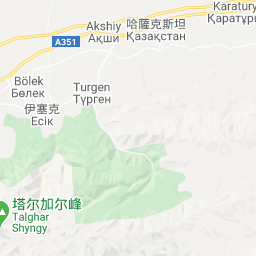 Akshiy
Ақши
哈薩克斯坦
Қазақстан
Karatury
Қаратұры
A351
Bölek
Бөлек
Turgen
Түрген
伊塞克
Есік
塔尔加尔峰
Talghar
Shyngy